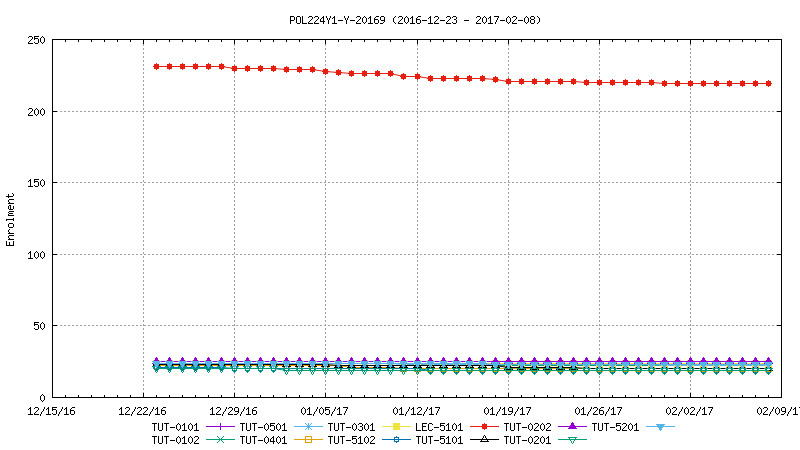 POL224Y1-Y-20169 (2016-12-23 - 2017-02-08)
250
200
150
100
50
0
Enrolment
12/15/16 12/22/16 12/29/16 01/05/17 01/12/17 01/19/17 01/26/17 02/02/17 02/09/17
TUT-0101 TUT-0501 TUT-0301 LEC-5101 TUT-0202 TUT-5201
TUT-0102 TUT-0401 TUT-5102 TUT-5101 TUT-0201